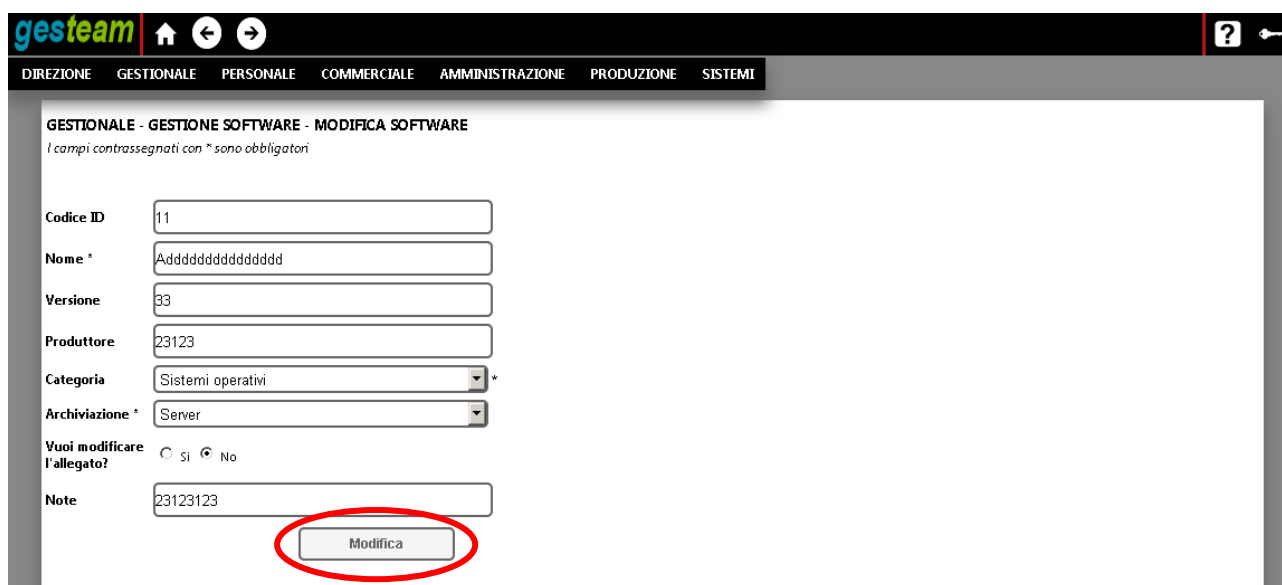 gesteam
?
DIREZIONE GESTIONALE PERSONALE COMMERCIALE AMMINISTRAZIONE PRODUZIONE SISTEMI
GESTIONALE - GESTIONE SOFTWARE - MODIFICA SOFTWARE
I campi contrassegnati con * sono obbligatori
Codice ID 11
Nome * Adddddddddddddd
Versione 33
Produttore 23123
Categoria Sistemi operativi *
Archiviazione * Server
Vuoi modificare
l'allegato? Si No
Note 23123123
Modifica